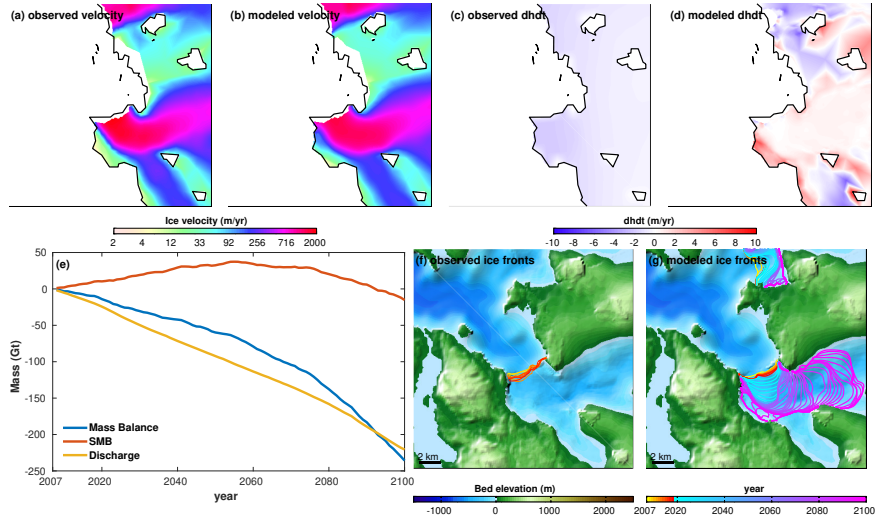 (a) observed velocity
(b) modeled velocity
(c) observed dhdt
(d) modeled dhdt
Ice velocity (m/yr)
2 4 12 33 92 256 716 2000
dhdt (m/yr)
-10 -8 -6 -4 -2 0 2 4 6 8 10
(e)
50
0
-50
-100
-150
-200
-250
Mass (Gt)
Mass Balance
SMB
Discharge
2007 2020 2040 2060 2080 2100
year
(f) observed ice fronts
2 km
(g) modeled ice fronts
2 km
Bed elevation (m)
-1000 0 1000 2000
year
2007 2020 2040 2060 2080 2100